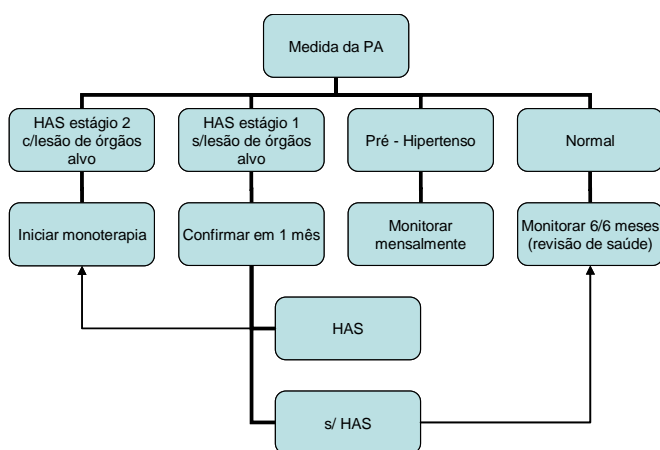 Medida da PA
HAS estágio 2
c/lesão de órgãos
alvo
HAS estágio 1
s/lesão de órgãos
alvo
Pré - Hipertenso
Normal
Iniciar monoterapia
Confirmar em 1 mês
Monitorar
mensalmente
Monitorar 6/6 meses
(revisão de saúde)
HAS
s/ HAS